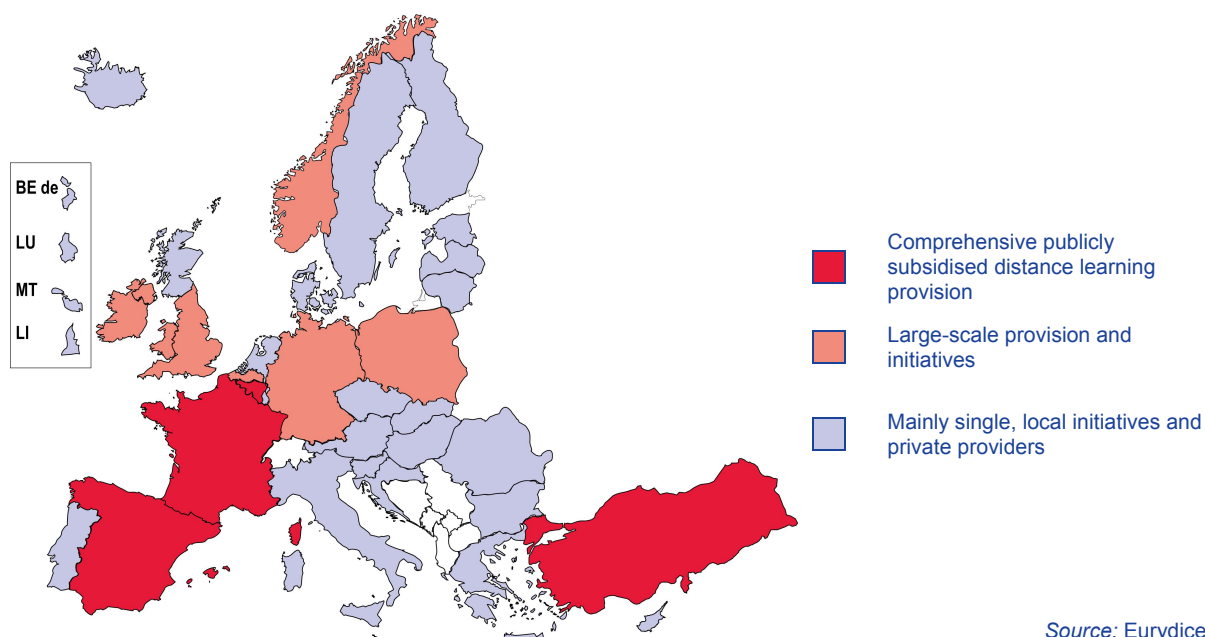 BE de
LU
MT
LI
Comprehensive publicly
subsidised distance learning
provision
Large-scale provision and
initiatives
Mainly single, local initiatives and
private providers
Source: Eurydice